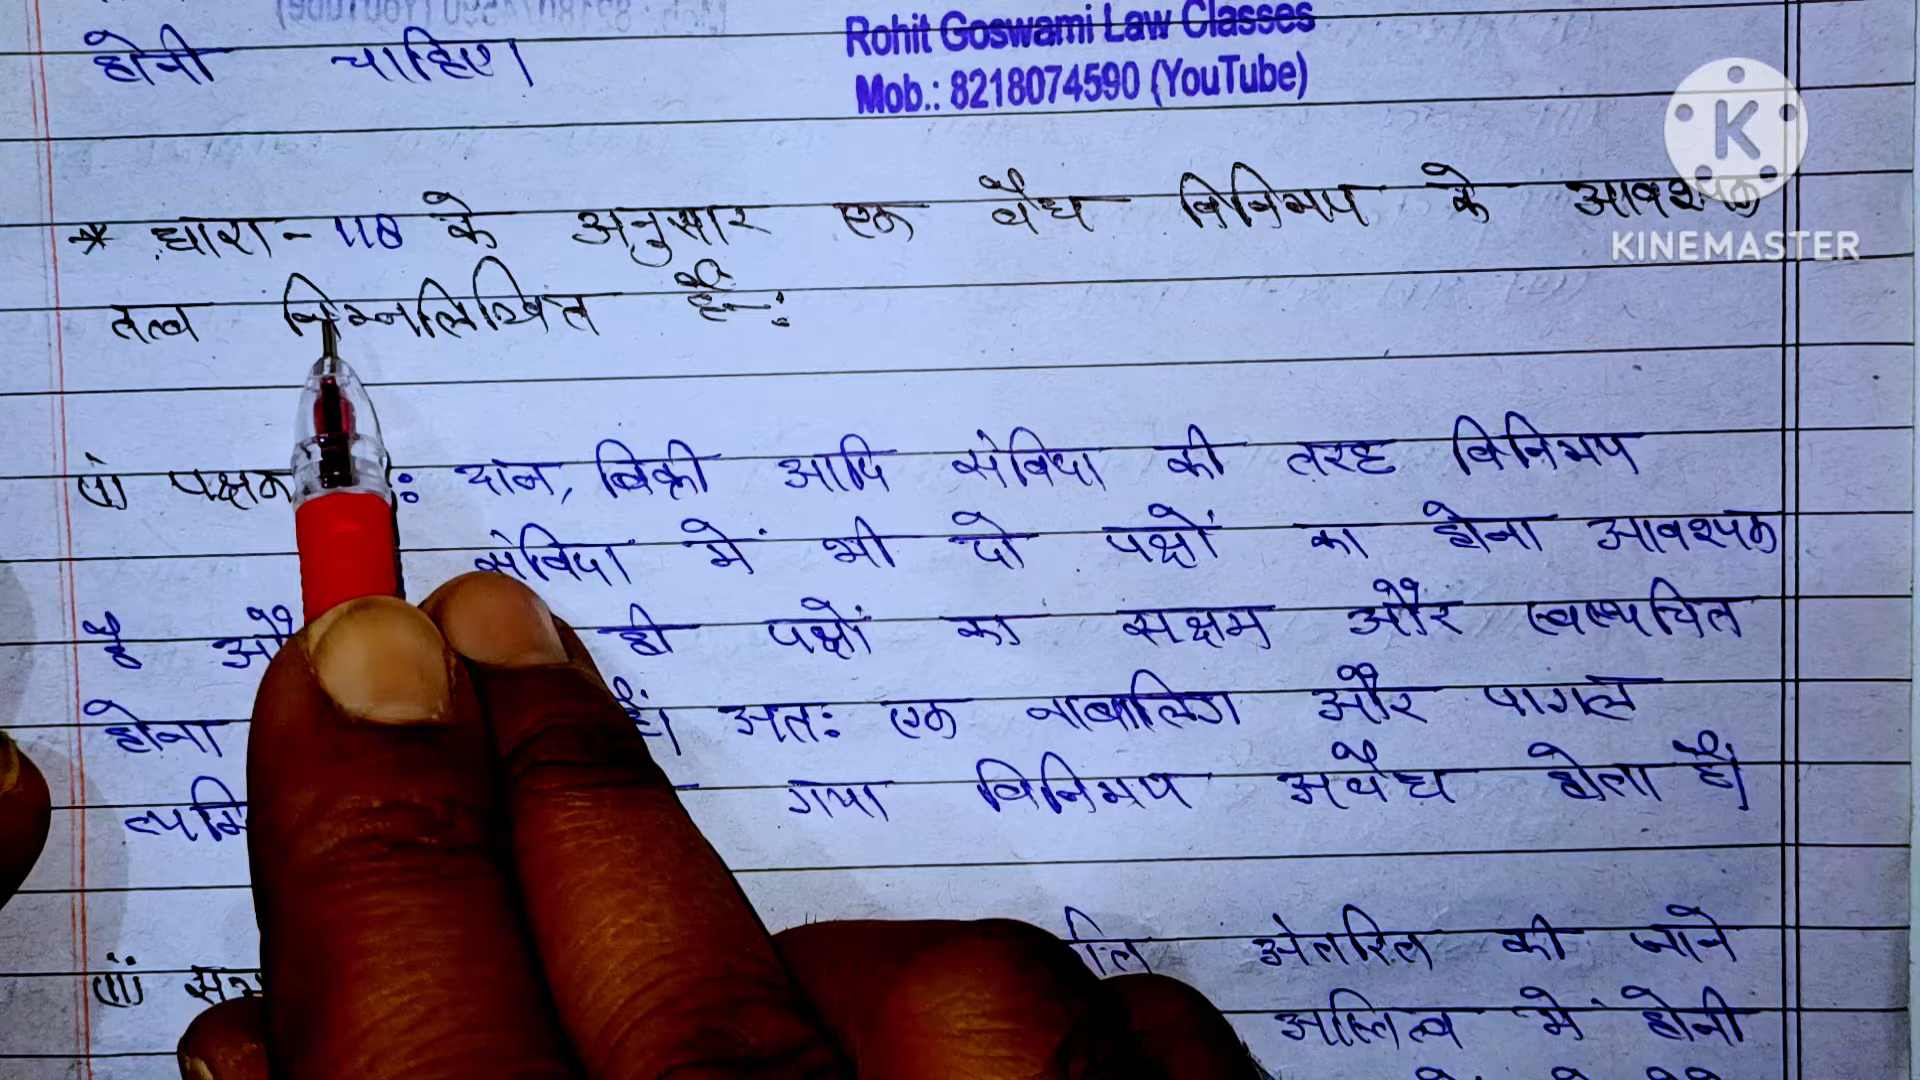 होनी चाहिए।
Rohit Goswami Law Classes
Mob.: 8218074590 (YouTube)
K
KINEMASTER
* धारा - 118 के अनुसार एक वैध विनिमय के आवश्यक
तत्व निम्नलिखित है-:
(i) पक्षका : दान, बिक्री आदि संविदा की तरह विनिमय
संविदा में भी दो पक्षों का होना आवश्यक
है ही पक्षों का सक्षम और स्वस्थचित
होना है। अतः एक नाबालिग और पागल
गया विनिमय अवैध होता है।
(ii) अंतरित की जाने
अस्तित्व में होनी